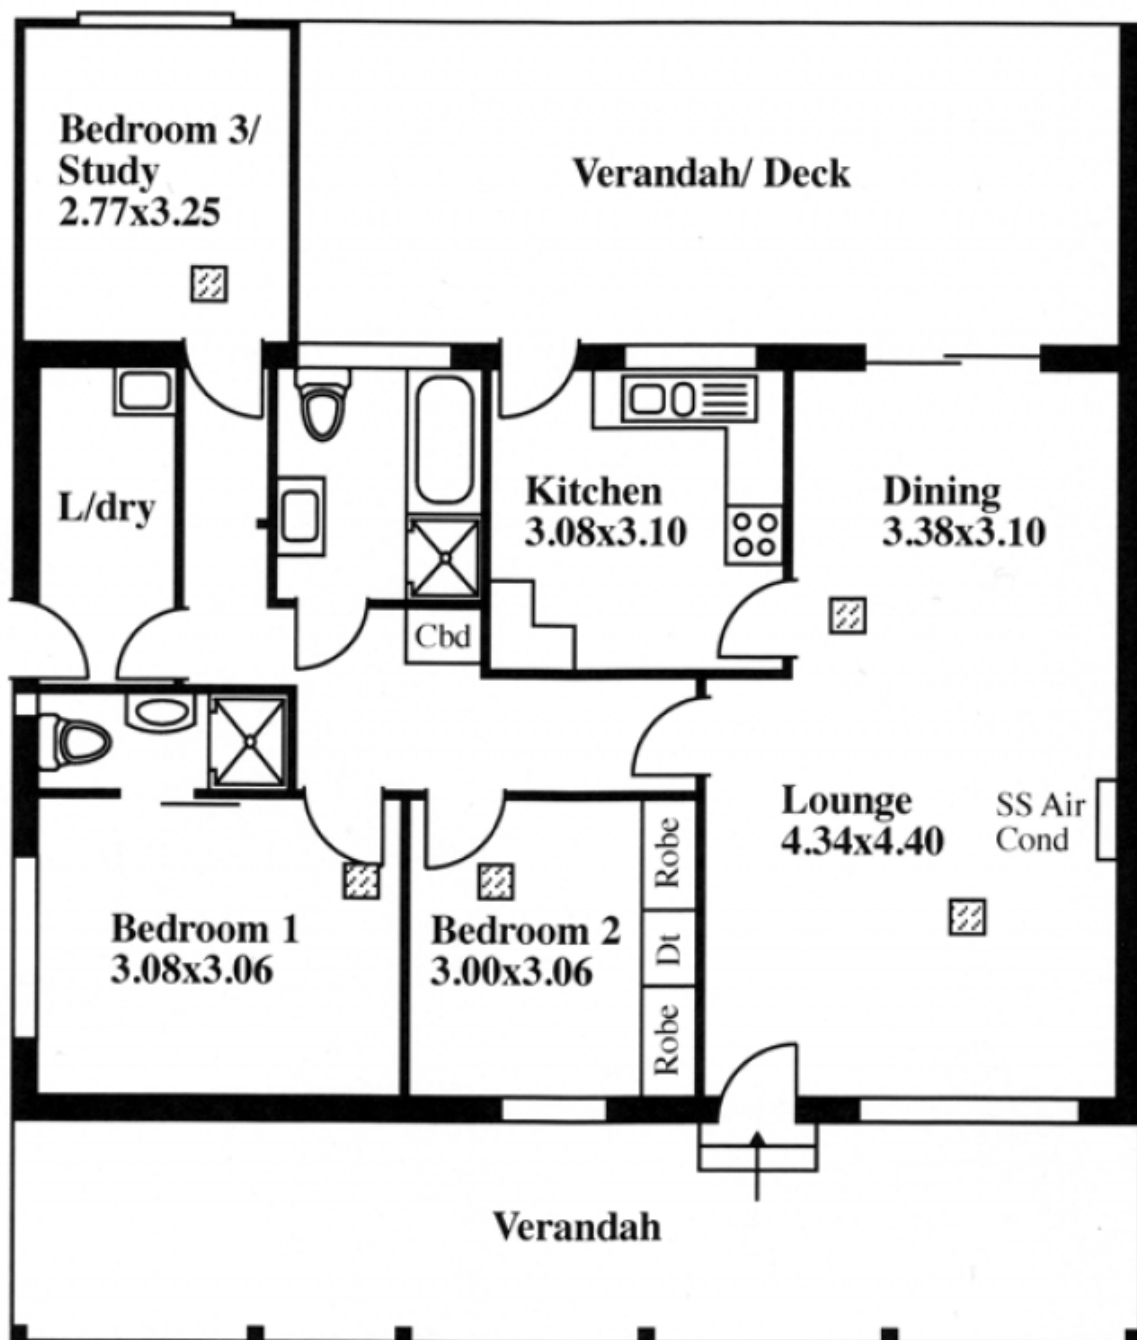 Bedroom 3/
Study
2.77x3.25
Verandah/ Deck
L/dry
Kitchen
3.08x3.10
Dining
3.38x3.10
Cbd
Lounge
4.34x4.40
SS Air
Cond
Bedroom 1
3.08x3.06
Bedroom 2
3.00x3.06
Robe
Dt
Robe
Verandah